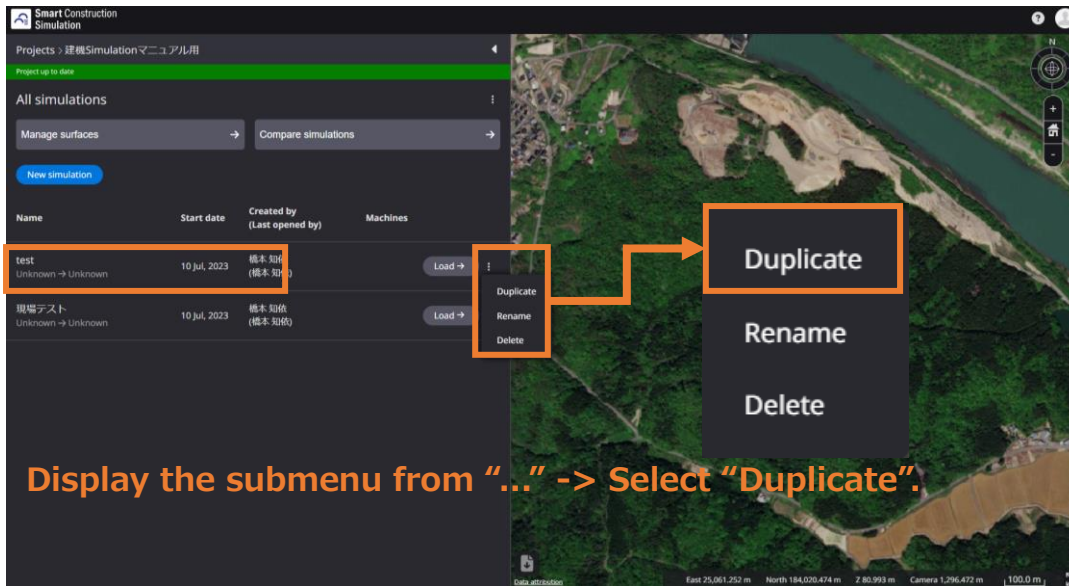 Smart Construction
Simulation
Projects > 建機Simulationマニュアル用
Project up to date
All simulations
Manage surfaces →
Compare simulations →
New simulation
Name
Start date
Created by
(Last opened by)
Machines
test
Unknown → Unknown
10 Jul, 2023
橋本 知依
(橋本 知依)
Load →
Duplicate
Rename
Delete
現場テスト
Unknown → Unknown
10 Jul, 2023
橋本 知依
(橋本 知依)
Load →
N
+
-
Duplicate
Rename
Delete
Display the submenu from “…” -> Select “Duplicate”.
Data attribution
East 25,061.252 m North 184,020.474 m Z 80.993 m Camera 1,296.472 m 100.0 m